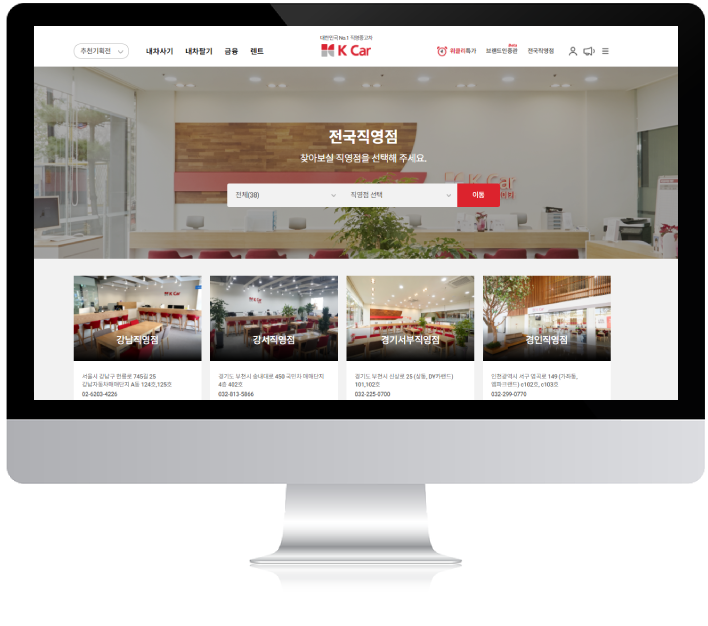 대한민국 No.1 직영중고차
추천기획전
내차사기
내차팔기
금융
렌트
K Car
위클리특가
브랜드인증관
Beta
전국직영점
전국직영점
찾아보실 직영점을 선택해 주세요.
전체(38)
직영점 선택
이동
K Car
K Car
강남직영점
강서직영점
경기서부직영점
경인직영점
서울시 강남구 헌릉로 745길 25
강남자동차매매단지 A동 124호,125호
02-6203-4226
경기도 부천시 송내대로 450 국민차 매매단지
4층 402호
032-813-5866
경기도 부천시 신상로 25 (상동, DY카랜드)
101,102호
032-225-0700
인천광역시 서구 염곡로 149 (가좌동,
엠파크랜드) c102호, c103호
032-299-0770